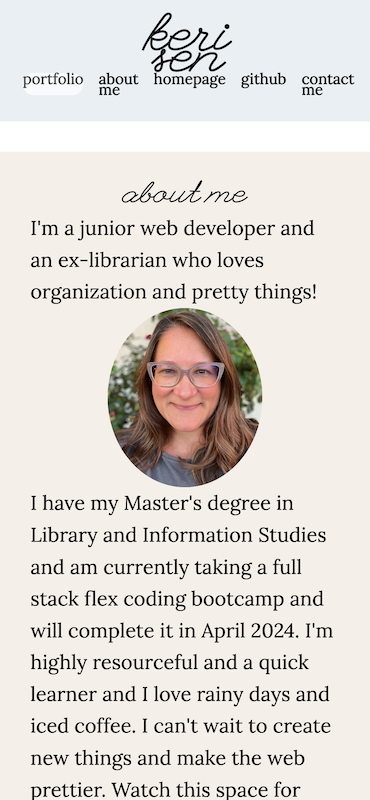 keri
sen
portfolio about me homepage github contact me
about me
I'm a junior web developer and
an ex-librarian who loves
organization and pretty things!
I have my Master's degree in
Library and Information Studies
and am currently taking a full
stack flex coding bootcamp and
will complete it in April 2024. I'm
highly resourceful and a quick
learner and I love rainy days and
iced coffee. I can't wait to create
new things and make the web
prettier. Watch this space for